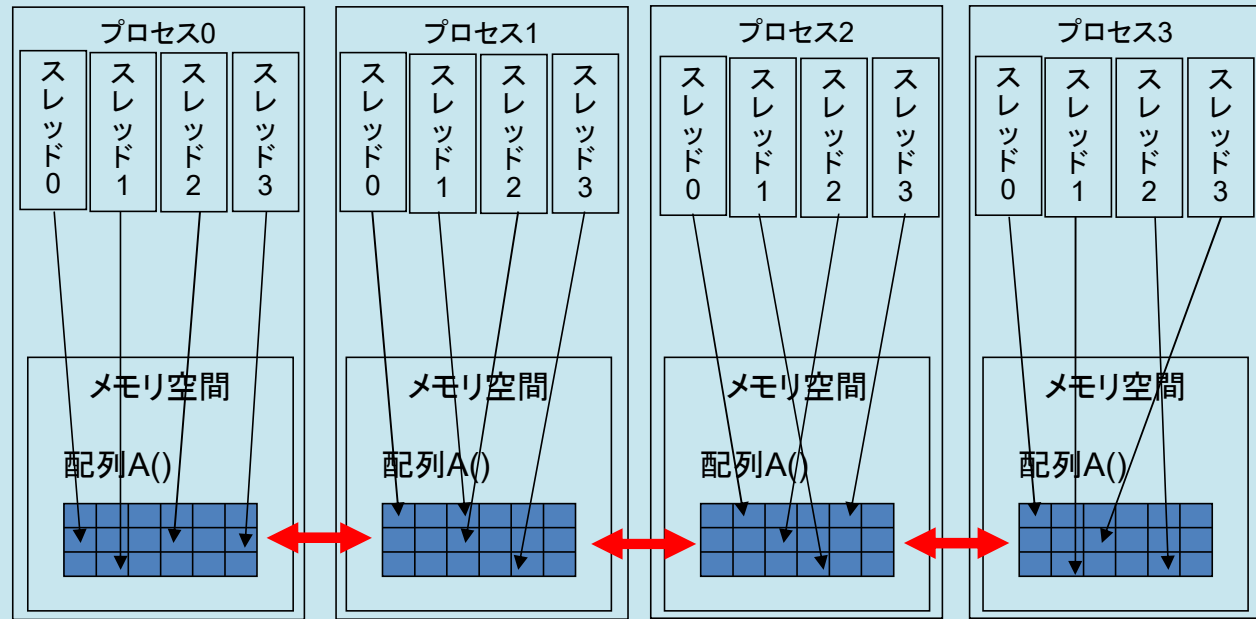 プロセス0
スレッド0
スレッド1
スレッド2
スレッド3
メモリ空間
配列A()
プロセス1
スレッド0
スレッド1
スレッド2
スレッド3
メモリ空間
配列A()
プロセス2
スレッド0
スレッド1
スレッド2
スレッド3
メモリ空間
配列A()
プロセス3
スレッド0
スレッド1
スレッド2
スレッド3
メモリ空間
配列A()